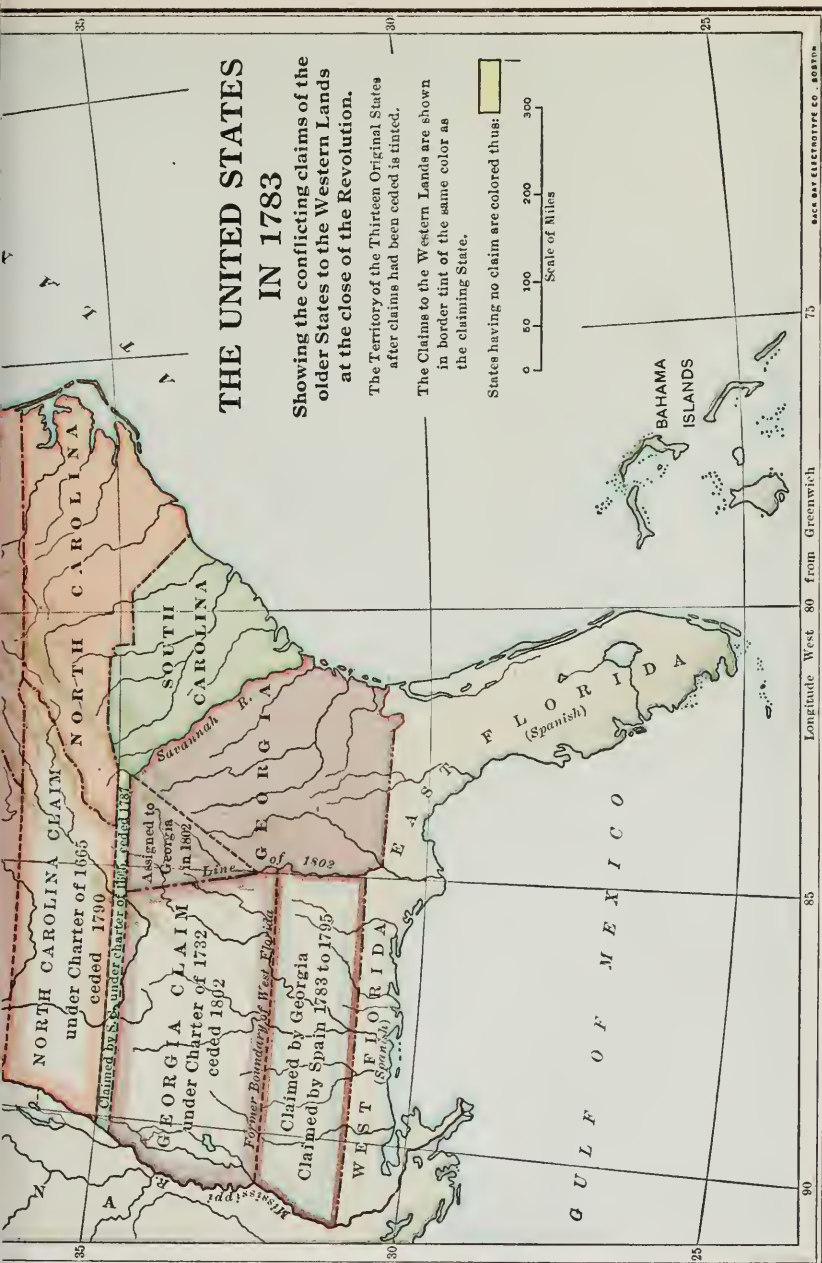 THE UNITED STATES
IN 1783
Showing the conflicting claims of the
older States to the Western Lands
at the close of the Revolution.
The Territory of the Thirteen Original States
after claims had been ceded is tinted.
The Claims to the Western Lands are shown
in border tint of the same color as
the claiming State.
States having no claim are colored thus:
0 50 100 200 300
Scale of Miles
NORTH CAROLINA
NORTH CAROLINA CLAIM
under Charter of 1665
ceded 1790
Claimed by S.C. under charter of 1665, ceded 1787
SOUTH
CAROLINA
Savannah R.
GEORGIA
Assigned to
Georgia
in 1802
Line of 1802
GEORGIA CLAIM
under Charter of 1732
ceded 1802
Former Boundary of West Florida
Claimed by Georgia
Claimed by Spain 1783 to 1795
WEST FLORIDA
(Spanish)
EAST FLORIDA
(Spanish)
Mississippi R.
GULF OF MEXICO
BAHAMA
ISLANDS
35
30
25
35
30
25
90
85
Longitude West 80 from Greenwich
75
BACK BAY ELECTROTYPE CO., BOSTON